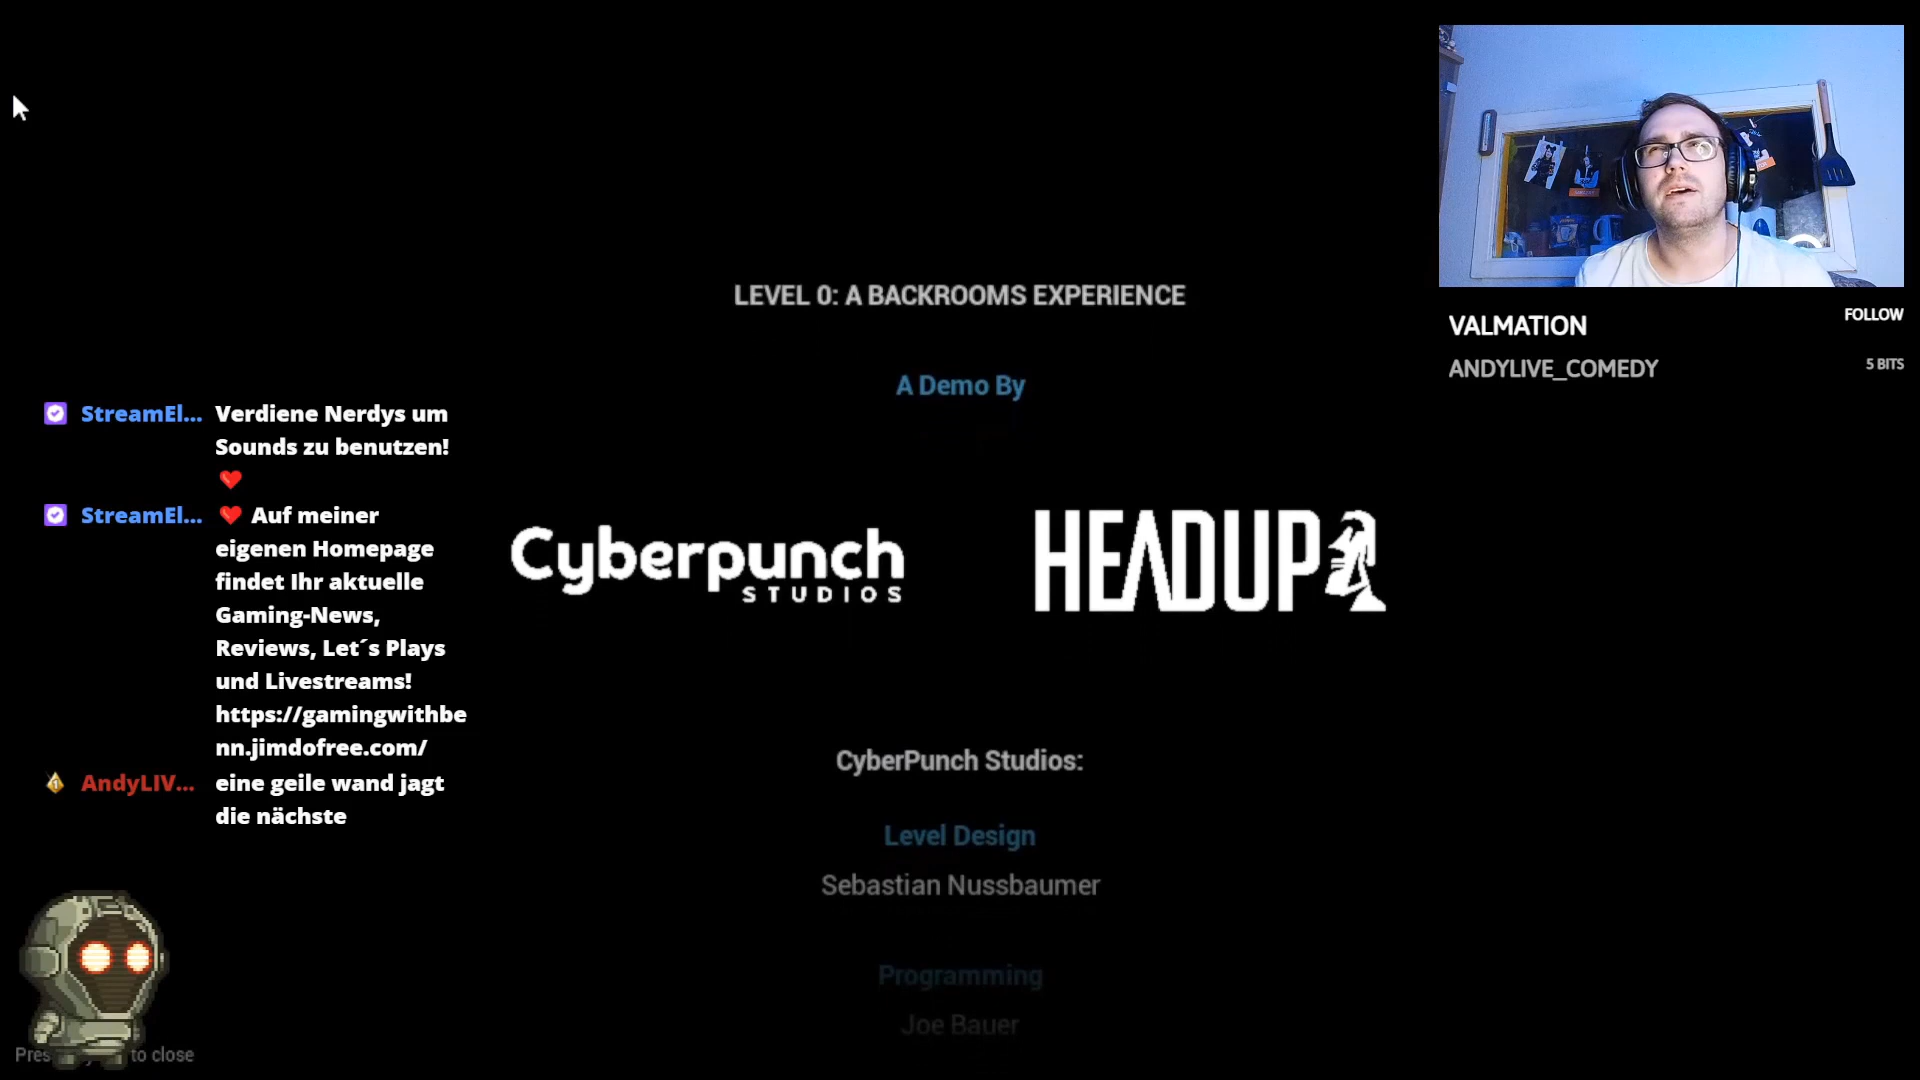 LEVEL 0: A BACKROOMS EXPERIENCE
A Demo By
Cyberpunch
STUDIOS
HEADUP
CyberPunch Studios:
Level Design
Sebastian Nussbaumer
Programming
Joe Bauer
VALMATION
FOLLOW
ANDYLIVE_COMEDY
5 BITS
StreamEl... Verdiene Nerdys um
Sounds zu benutzen!
❤
StreamEl... ❤ Auf meiner
eigenen Homepage
findet Ihr aktuelle
Gaming-News,
Reviews, Let´s Plays
und Livestreams!
https://gamingwithbe
nn.jimdofree.com/
AndyLIV... eine geile wand jagt
die nächste
to close